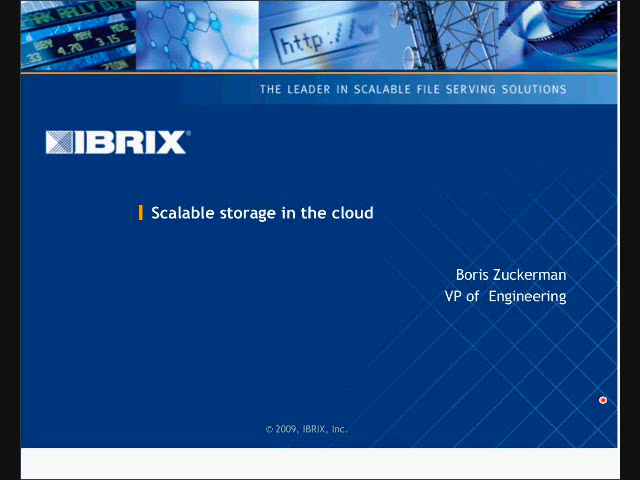 http://w
THE LEADER IN SCALABLE FILE SERVING SOLUTIONS
IBRIX®
Scalable storage in the cloud
Boris Zuckerman
VP of Engineering
© 2009, IBRIX, Inc.